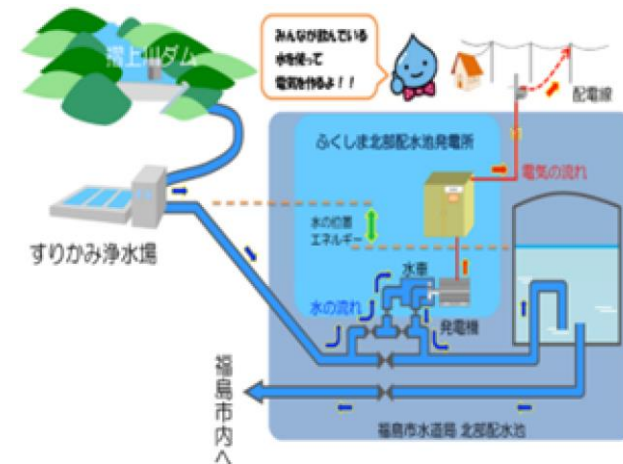 摺上川ダム
みんなが飲んでいる
水を使って
電気を作るよ！！
配電線
ふくしま北部配水池発電所
電気の流れ
すりかみ浄水場
水の位置
エネルギー
水車
水の流れ
発電機
福島市内へ
福島市水道局 北部配水池